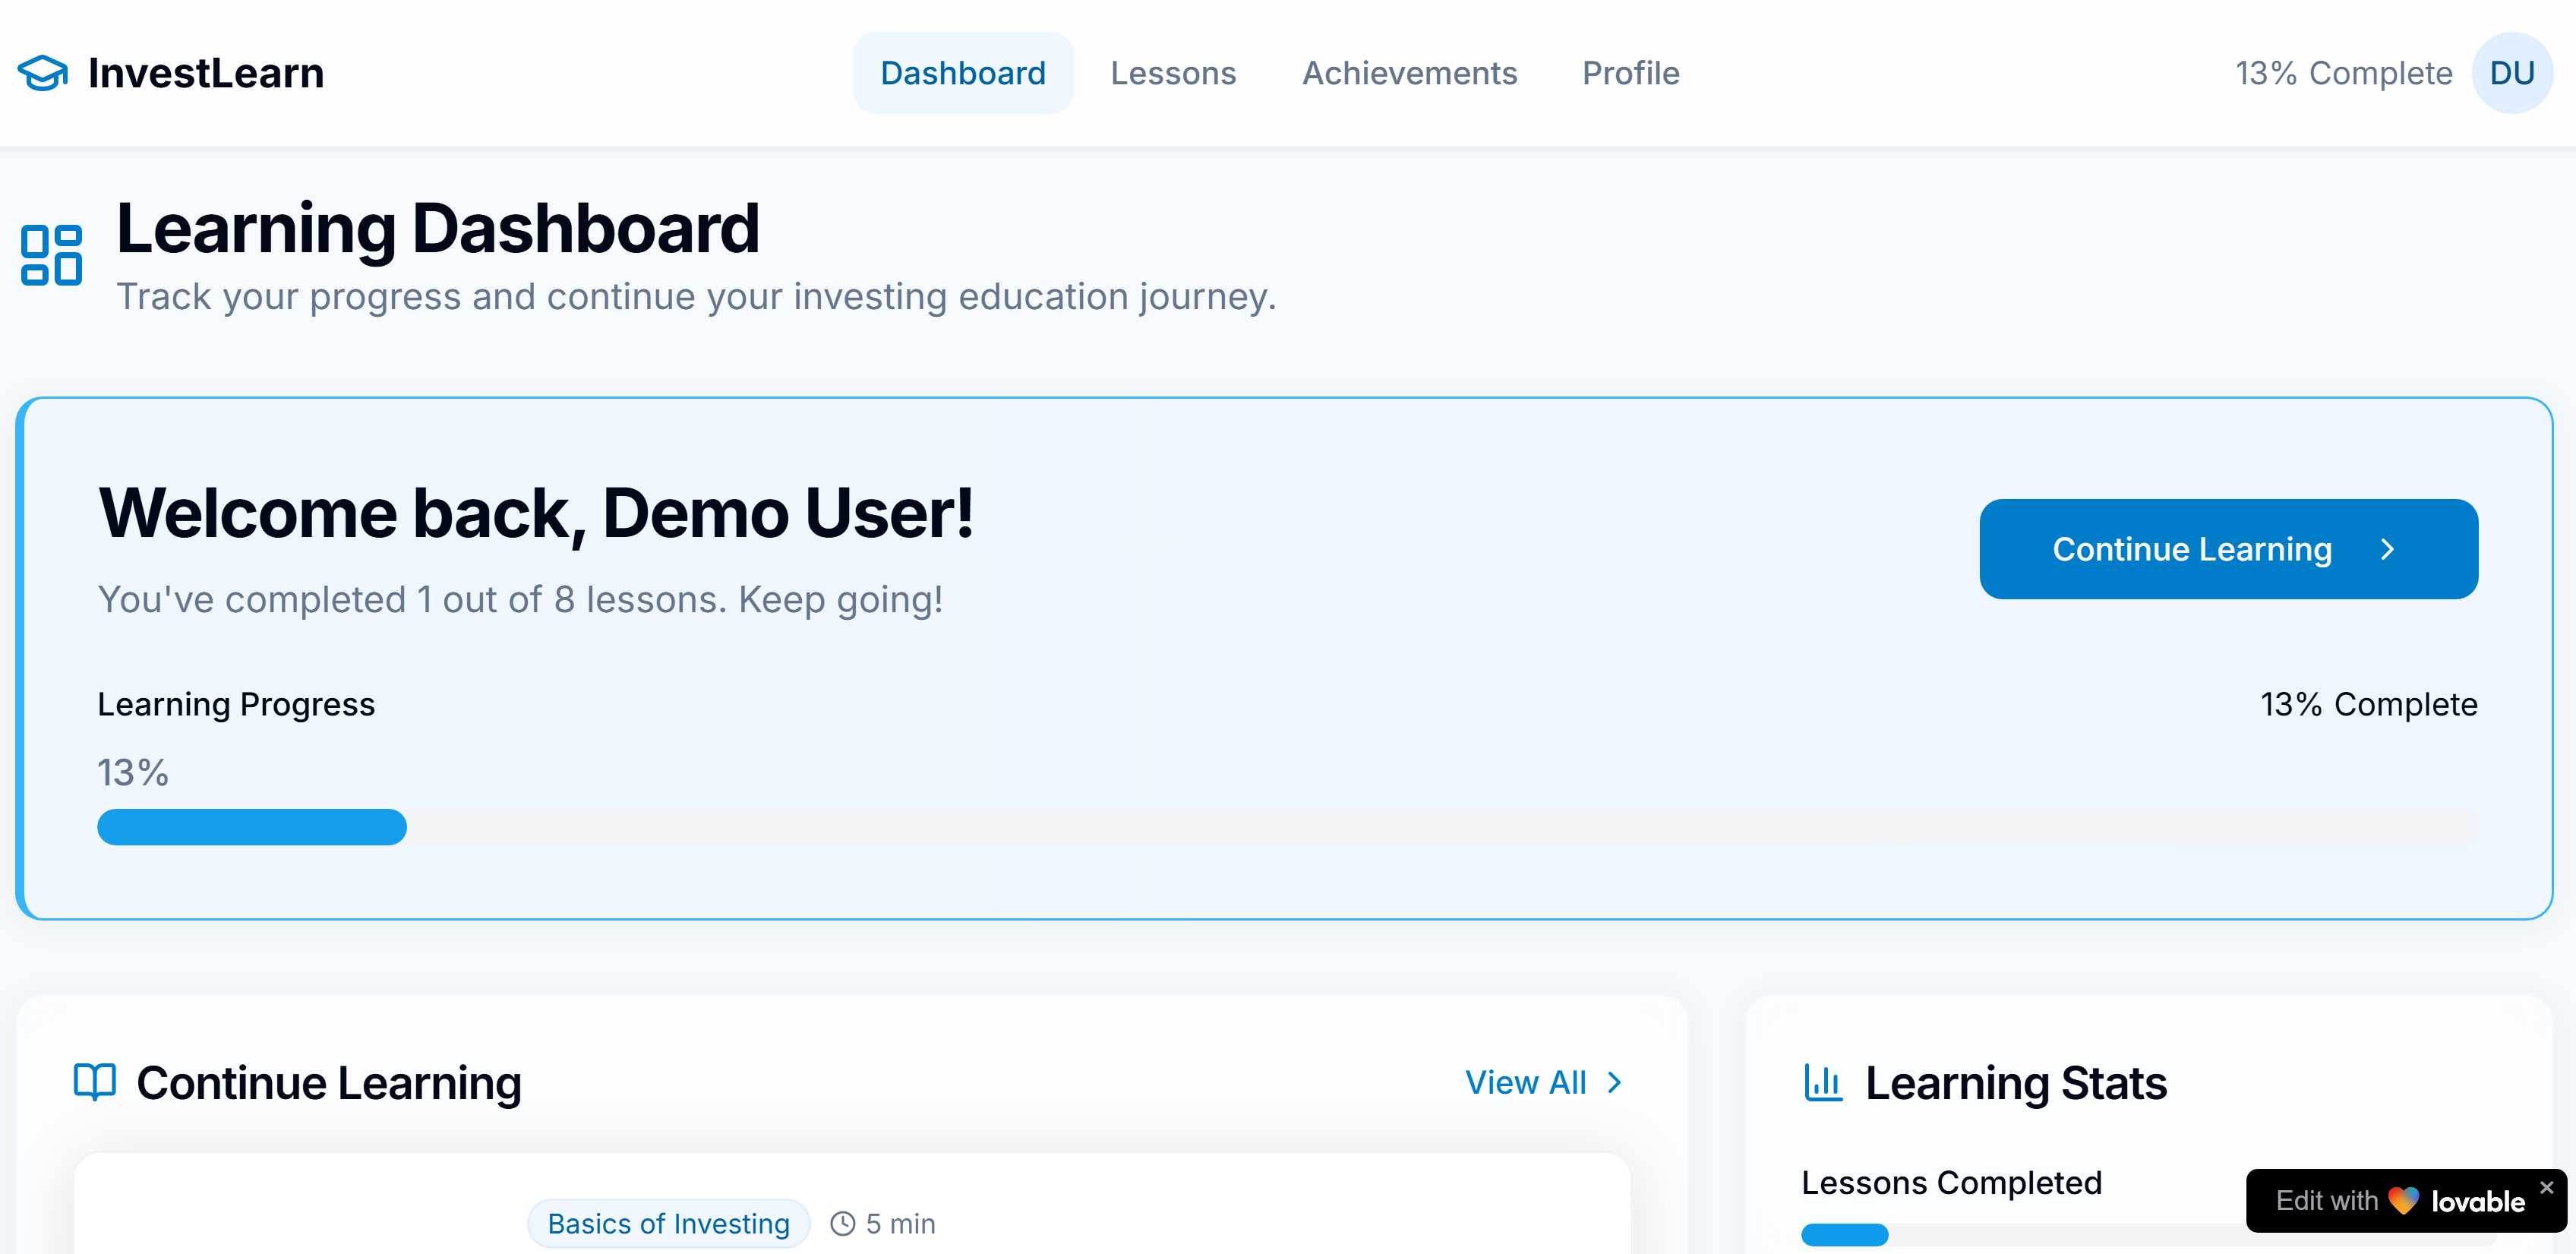 InvestLearn
Dashboard
Lessons
Achievements
Profile
13% Complete
DU
Learning Dashboard
Track your progress and continue your investing education journey.
Welcome back, Demo User!
You've completed 1 out of 8 lessons. Keep going!
Continue Learning
Learning Progress
13% Complete
13%
Continue Learning
View All
Basics of Investing
5 min
Learning Stats
Lessons Completed
Edit with lovable